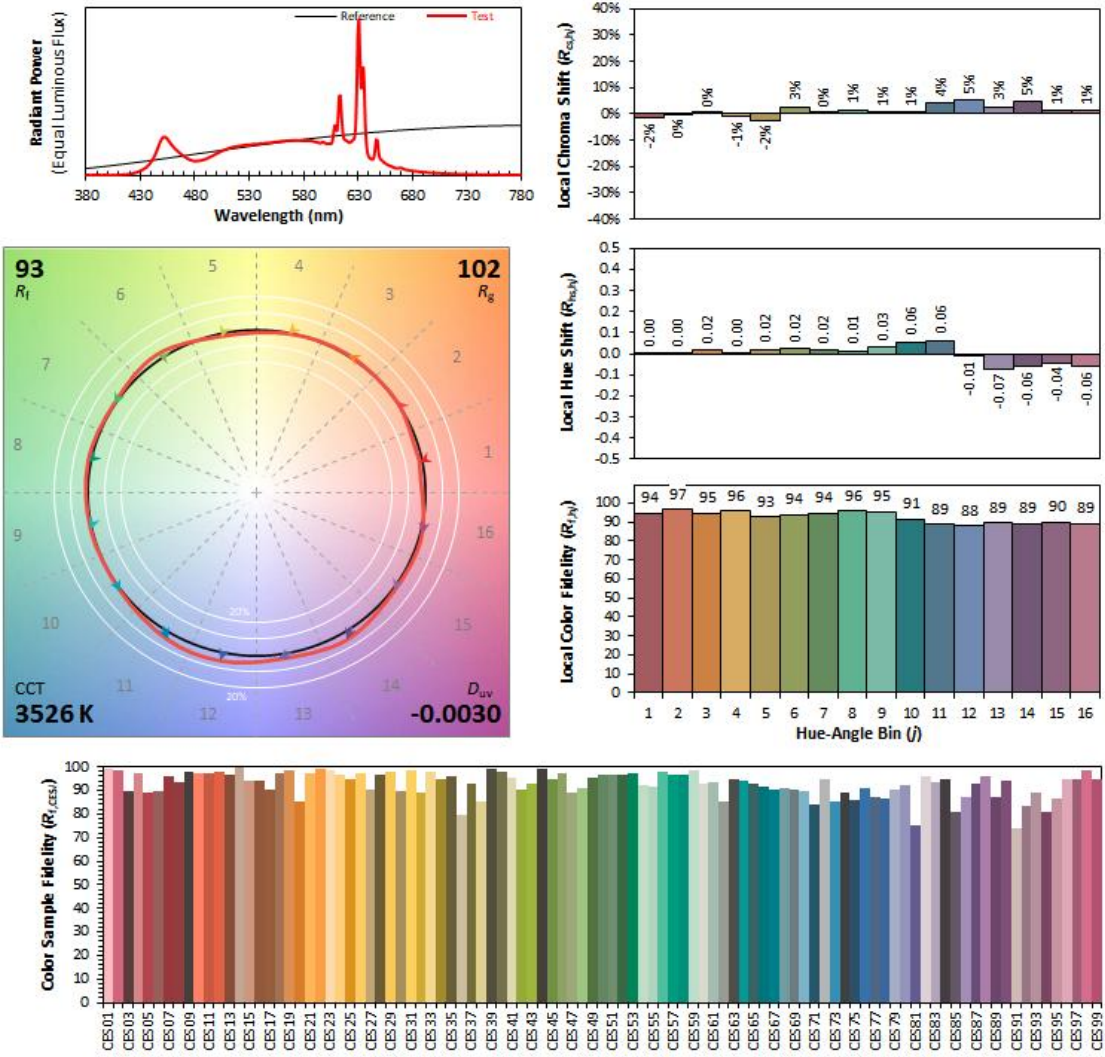 Reference Test
Radiant Power
(Equal Luminous Flux)
380 430 480 530 580 630 680 730 780
Wavelength (nm)
Local Chroma Shift (Rcs,hj)
40%
30%
20%
10%
0%
-10%
-20%
-30%
-40%
-2% 0% 0% -1% -2% 3% 0% 1% 1% 1% 4% 5% 3% 5% 1% 1%
93
Rf
102
Rg
5 4
6 3
7 2
8 1
9 16
10 15
11 14
12 13
20%
20%
CCT
3526 K
Duv
-0.0030
Local Hue Shift (Rhs,hj)
0.5
0.4
0.3
0.2
0.1
0.0
-0.1
-0.2
-0.3
-0.4
-0.5
0.00 0.00 0.02 0.00 0.02 0.02 0.02 0.01 0.03 0.06 0.06 -0.01 -0.07 -0.06 -0.04 -0.06
Local Color Fidelity (Rf,hj)
100
90
80
70
60
50
40
30
20
10
0
94 97 95 96 93 94 94 96 95 91 89 88 89 89 90 89
1 2 3 4 5 6 7 8 9 10 11 12 13 14 15 16
Hue-Angle Bin (j)
Color Sample Fidelity (Rf,CESi)
100
90
80
70
60
50
40
30
20
10
0
CES01 CES03 CES05 CES07 CES09 CES11 CES13 CES15 CES17 CES19 CES21 CES23 CES25 CES27 CES29 CES31 CES33 CES35 CES37 CES39 CES41 CES43 CES45 CES47 CES49 CES51 CES53 CES55 CES57 CES59 CES61 CES63 CES65 CES67 CES69 CES71 CES73 CES75 CES77 CES79 CES81 CES83 CES85 CES87 CES89 CES91 CES93 CES95 CES97 CES99